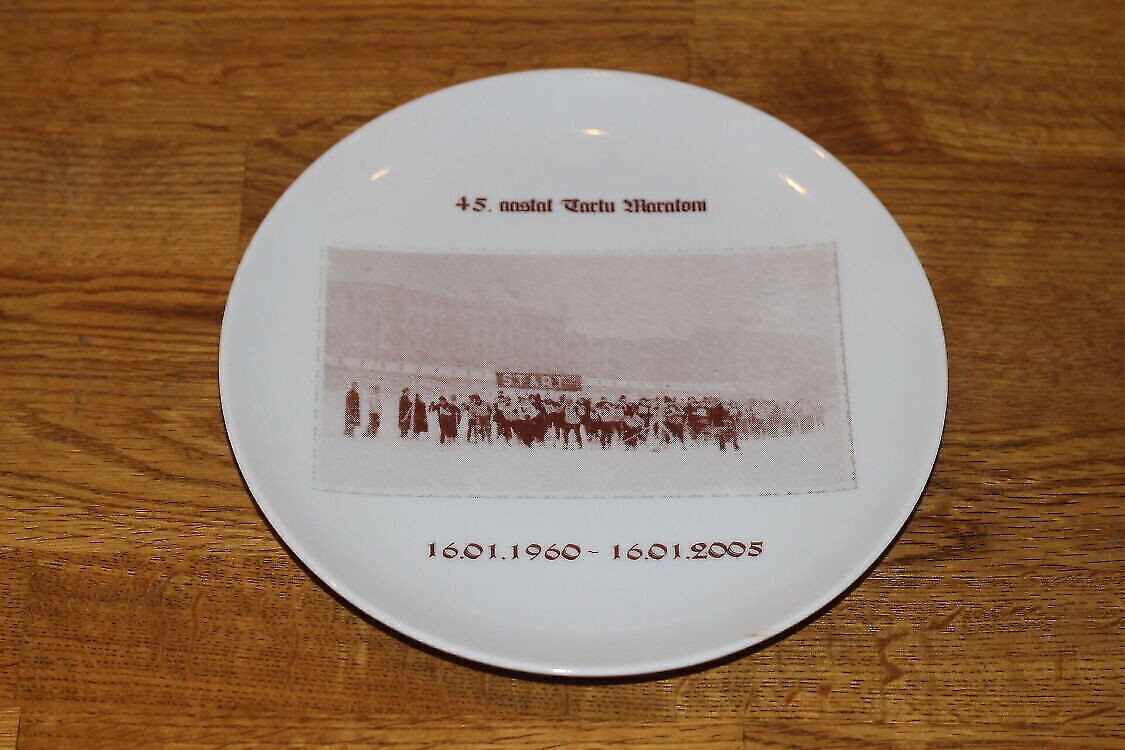 45. aastat Tartu Maratoni
START
16.01.1960 - 16.01.2005